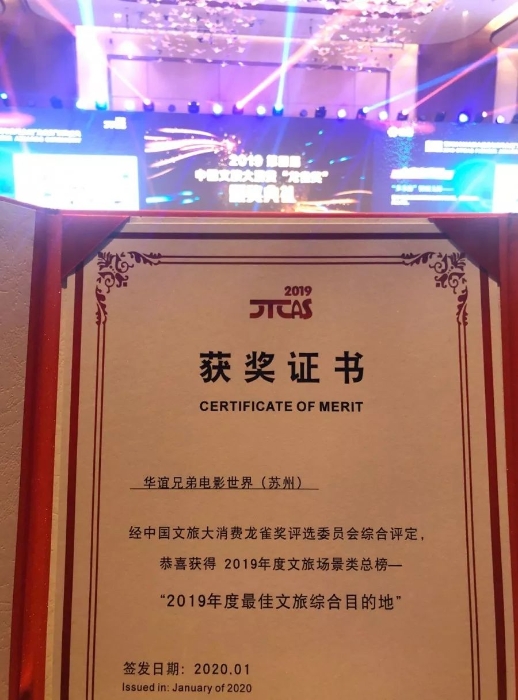 2019 第四届
中国文旅大消费“龙雀奖”
颁奖典礼
2019
JTCAS
获奖证书
CERTIFICATE OF MERIT
华谊兄弟电影世界（苏州）
经中国文旅大消费龙雀奖评选委员会综合评定，
恭喜获得 2019年度文旅场景类总榜—
“2019年度最佳文旅综合目的地”
签发日期：2020.01
Issued in: January of 2020